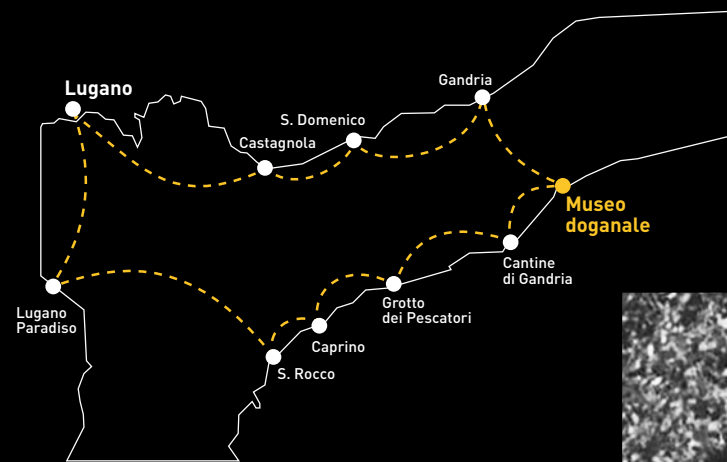 Lugano
Gandria
S. Domenico
Castagnola
Museo
doganale
Cantine
di Gandria
Grotto
dei Pescatori
Lugano
Paradiso
Caprino
S. Rocco